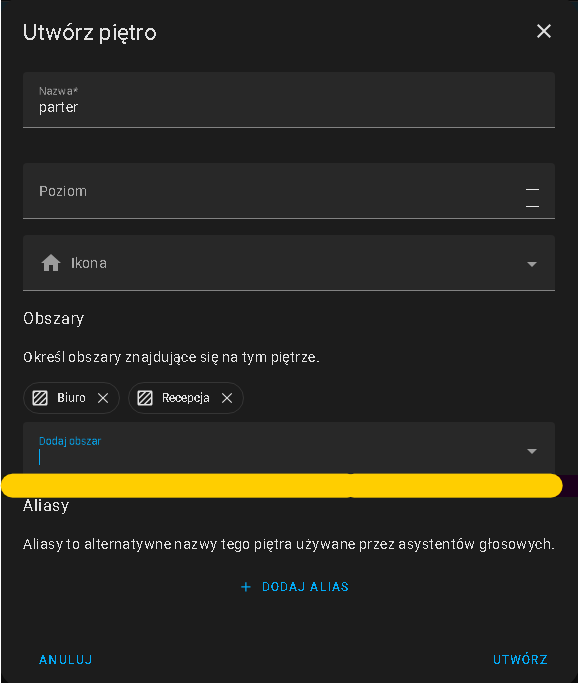 Utwórz piętro
Nazwa*
parter
Poziom
Ikona
Obszary
Określ obszary znajdujące się na tym piętrze.
Biuro Recepcja
Dodaj obszar
Aliasy
Aliasy to alternatywne nazwy tego piętra używane przez asystentów głosowych.
+ DODAJ ALIAS
ANULUJ UTWÓRZ